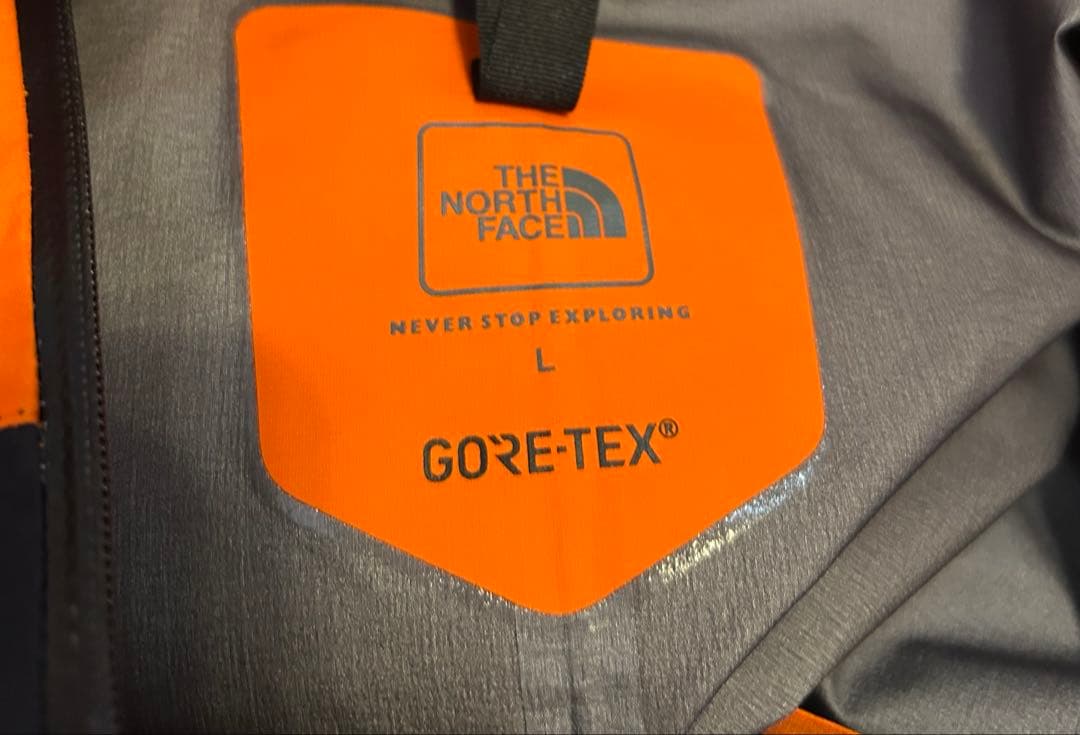 THE
NORTH
FACE
NEVER STOP EXPLORING
L
GORE-TEX®